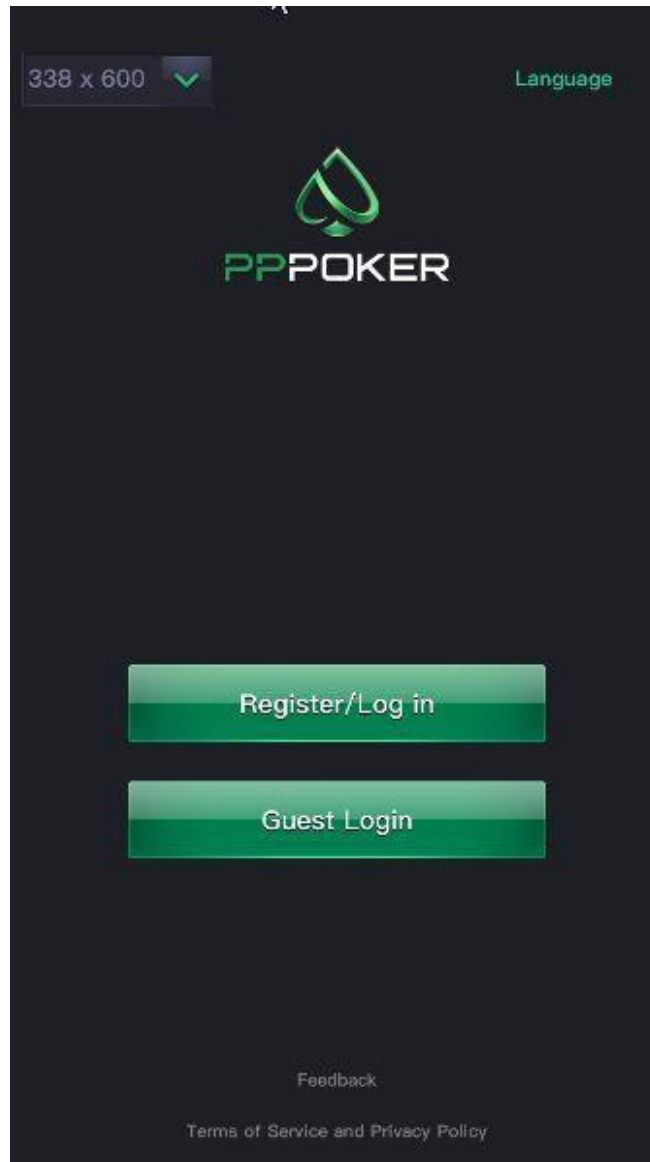 338 x 600
Language
PPPOKER
Register/Log in
Guest Login
Feedback
Terms of Service and Privacy Policy